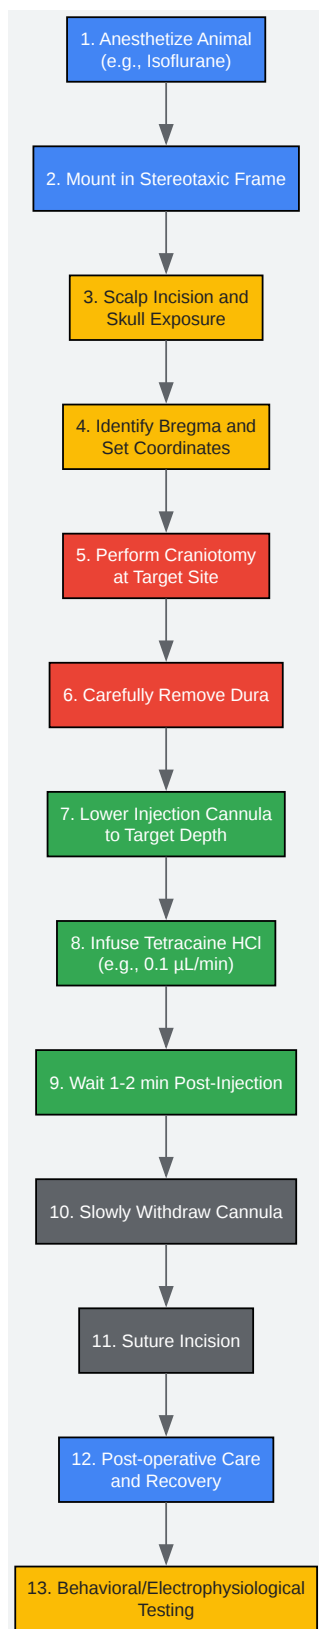 1. Anesthetize Animal
(e.g., Isoflurane)
2. Mount in Stereotaxic Frame
3. Scalp Incision and
Skull Exposure
4. Identify Bregma and
Set Coordinates
5. Perform Craniotomy
at Target Site
6. Carefully Remove Dura
7. Lower Injection Cannula
to Target Depth
8. Infuse Tetracaine HCl
(e.g., 0.1 µL/min)
9. Wait 1-2 min Post-Injection
10. Slowly Withdraw Cannula
11. Suture Incision
12. Post-operative Care
and Recovery
13. Behavioral/Electrophysiological
Testing